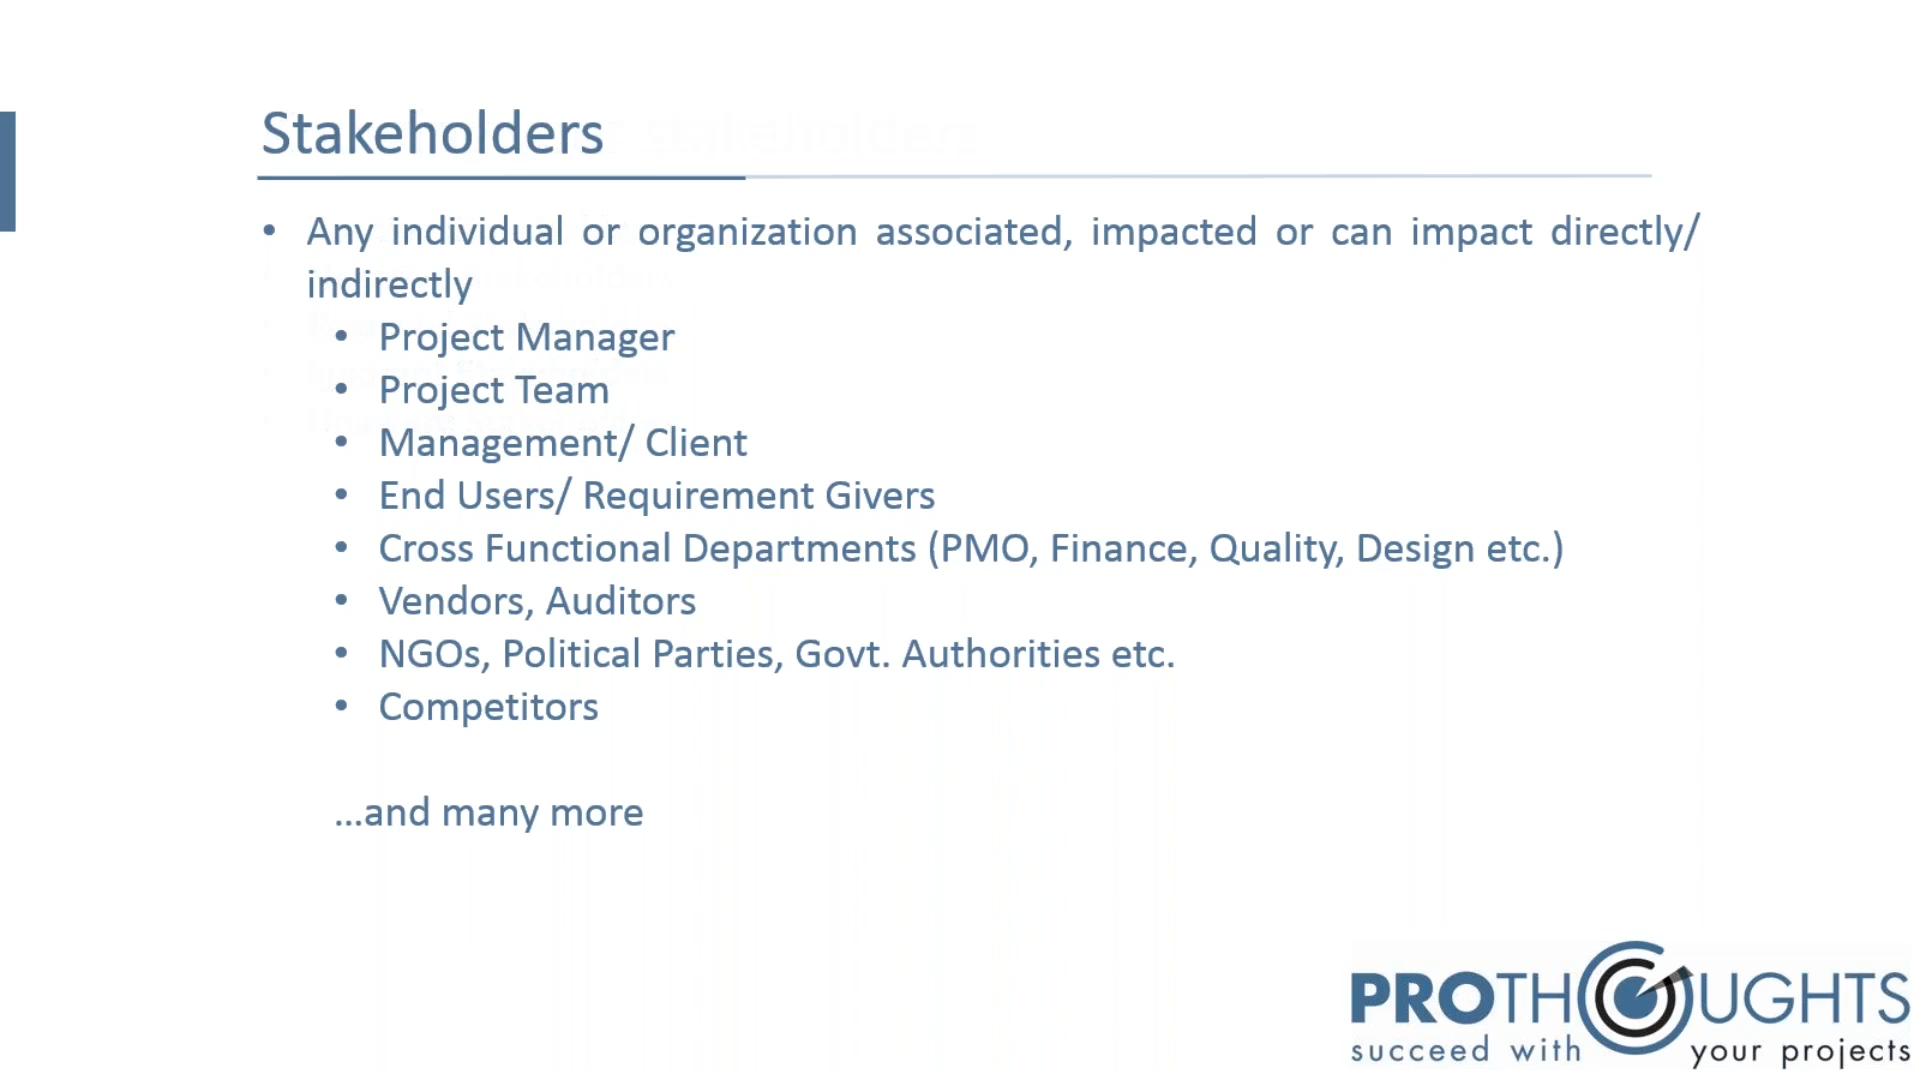 Stakeholders
• Any individual or organization associated, impacted or can impact directly/
indirectly
• Project Manager
• Project Team
• Management/ Client
• End Users/ Requirement Givers
• Cross Functional Departments (PMO, Finance, Quality, Design etc.)
• Vendors, Auditors
• NGOs, Political Parties, Govt. Authorities etc.
• Competitors
...and many more
PROTHOUGHTS
succeed with your projects